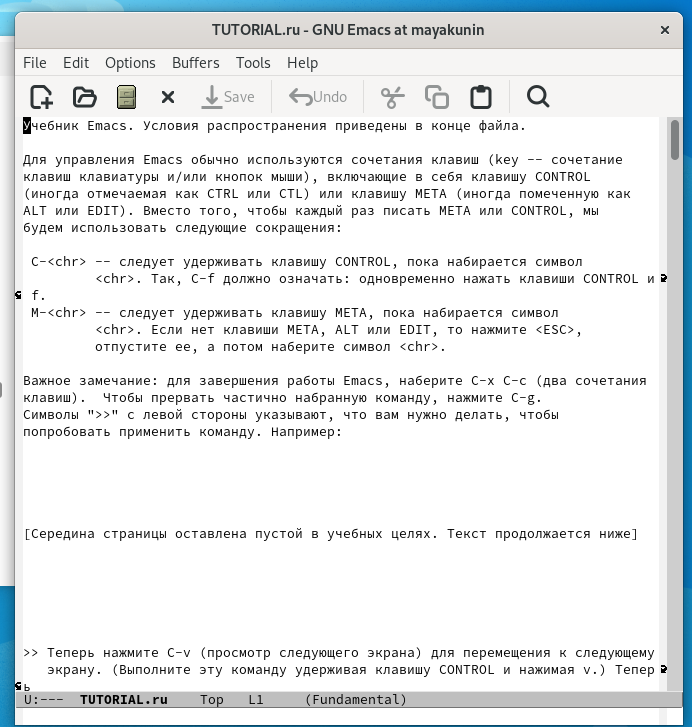 TUTORIAL.ru - GNU Emacs at mayakunin
File Edit Options Buffers Tools Help
Save Undo
Учебник Emacs. Условия распространения приведены в конце файла.
Для управления Emacs обычно используются сочетания клавиш (key -- сочетание
клавиш клавиатуры и/или кнопок мыши), включающие в себя клавишу CONTROL
(иногда отмечаемая как CTRL или CTL) или клавишу META (иногда помеченную как
ALT или EDIT). Вместо того, чтобы каждый раз писать META или CONTROL, мы
будем использовать следующие сокращения:
C-<chr> -- следует удерживать клавишу CONTROL, пока набирается символ
<chr>. Так, C-f должно означать: одновременно нажать клавиши CONTROL и
f.
M-<chr> -- следует удерживать клавишу META, пока набирается символ
<chr>. Если нет клавиши META, ALT или EDIT, то нажмите <ESC>,
отпустите ее, а потом наберите символ <chr>.
Важное замечание: для завершения работы Emacs, наберите C-x C-c (два сочетания
клавиш).  Чтобы прервать частично набранную команду, нажмите C-g.
Символы ">>" с левой стороны указывают, что вам нужно делать, чтобы
попробовать применить команду. Например:
[Середина страницы оставлена пустой в учебных целях. Текст продолжается ниже]
>> Теперь нажмите C-v (просмотр следующего экрана) для перемещения к следующему
экрану. (Выполните эту команду удерживая клавишу CONTROL и нажимая v.) Тепер
ь
U:--- TUTORIAL.ru Top L1 (Fundamental)